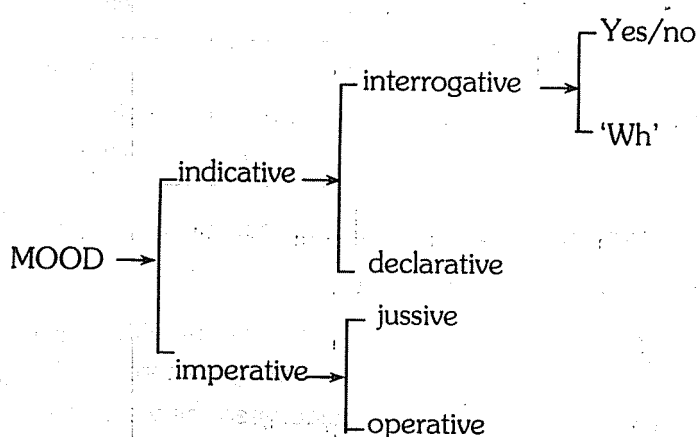 Yes/no
interrogative
'Wh'
indicative
MOOD
declarative
jussive
imperative
operative